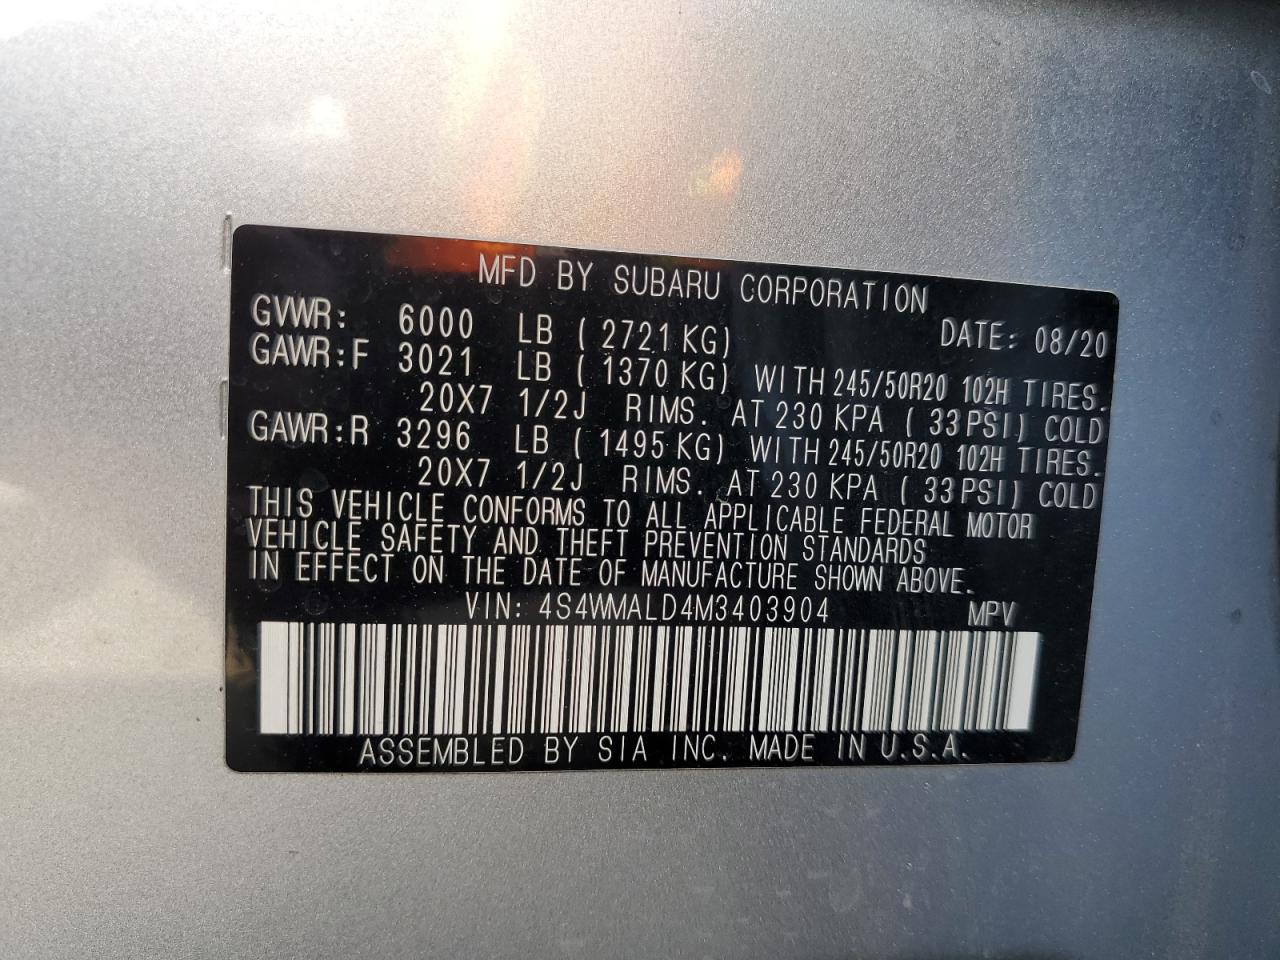 MFD BY SUBARU CORPORATION
GVWR: 6000 LB ( 2721 KG) DATE: 08/20
GAWR:F 3021 LB ( 1370 KG) WITH 245/50R20 102H TIRES.
20X7 1/2J RIMS. AT 230 KPA ( 33 PSI) COLD
GAWR:R 3296 LB ( 1495 KG) WITH 245/50R20 102H TIRES.
20X7 1/2J RIMS. AT 230 KPA ( 33 PSI) COLD
THIS VEHICLE CONFORMS TO ALL APPLICABLE FEDERAL MOTOR
VEHICLE SAFETY AND THEFT PREVENTION STANDARDS
IN EFFECT ON THE DATE OF MANUFACTURE SHOWN ABOVE.
VIN: 4S4WMALD4M3403904 MPV
ASSEMBLED BY SIA INC. MADE IN U.S.A.